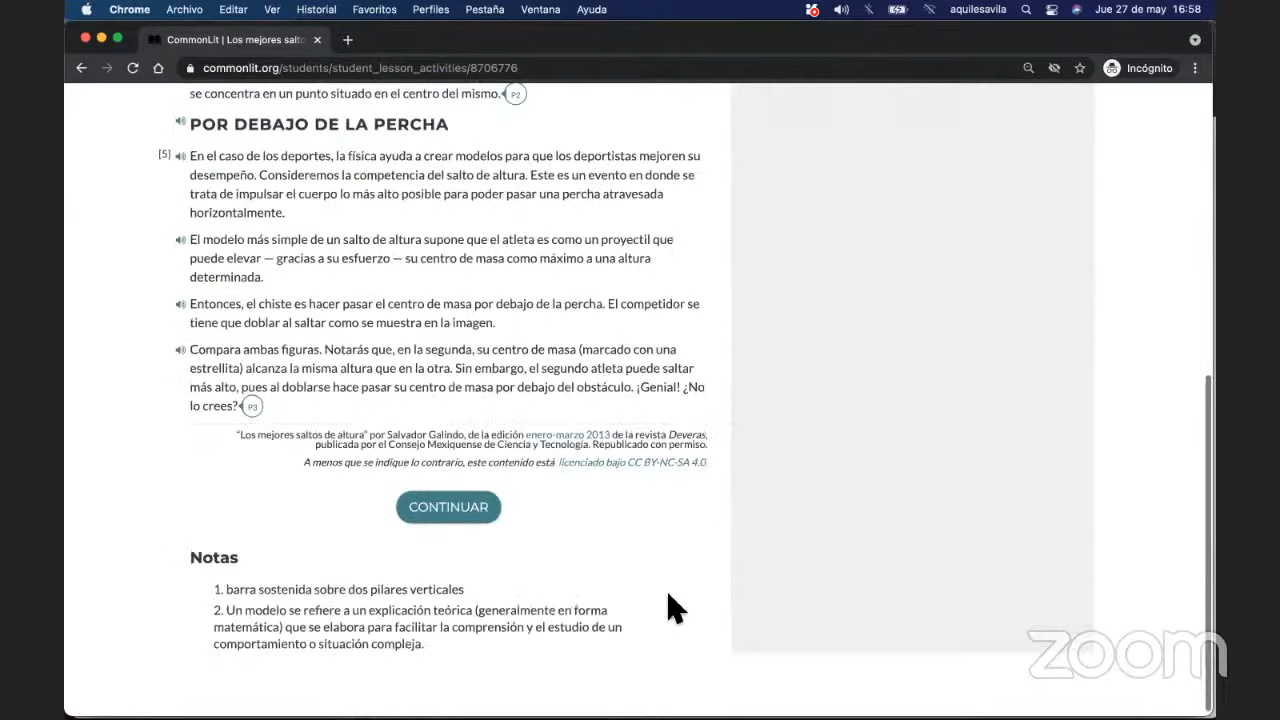 Chrome Archivo Editar Ver Historial Favoritos Perfiles Pestaña Ventana Ayuda aquilesavila Jue 27 de may 16:58
CommonLit | Los mejores salto
commonlit.org/students/student_lesson_activities/8706776 Incógnito
se concentra en un punto situado en el centro del mismo. P2
POR DEBAJO DE LA PERCHA
[5] En el caso de los deportes, la física ayuda a crear modelos para que los deportistas mejoren su
desempeño. Consideremos la competencia del salto de altura. Este es un evento en donde se
trata de impulsar el cuerpo lo más alto posible para poder pasar una percha atravesada
horizontalmente.
El modelo más simple de un salto de altura supone que el atleta es como un proyectil que
puede elevar — gracias a su esfuerzo — su centro de masa como máximo a una altura
determinada.
Entonces, el chiste es hacer pasar el centro de masa por debajo de la percha. El competidor se
tiene que doblar al saltar como se muestra en la imagen.
Compara ambas figuras. Notarás que, en la segunda, su centro de masa (marcado con una
estrellita) alcanza la misma altura que en la otra. Sin embargo, el segundo atleta puede saltar
más alto, pues al doblarse hace pasar su centro de masa por debajo del obstáculo. ¡Genial! ¿No
lo crees? P3
"Los mejores saltos de altura" por Salvador Galindo, de la edición enero-marzo 2013 de la revista Deveras,
publicada por el Consejo Mexiquense de Ciencia y Tecnología. Republicado con permiso.
A menos que se indique lo contrario, este contenido está licenciado bajo CC BY-NC-SA 4.0
CONTINUAR
Notas
1. barra sostenida sobre dos pilares verticales
2. Un modelo se refiere a un explicación teórica (generalmente en forma
matemática) que se elabora para facilitar la comprensión y el estudio de un
comportamiento o situación compleja.
zoom